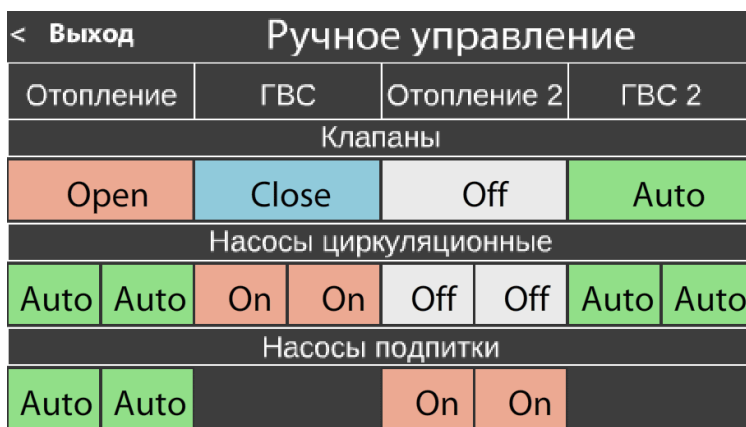 < Выход Ручное управление
Отопление ГВС Отопление 2 ГВС 2
Клапаны
Open Close Off Auto
Насосы циркуляционные
Auto Auto On On Off Off Auto Auto
Насосы подпитки
Auto Auto On On